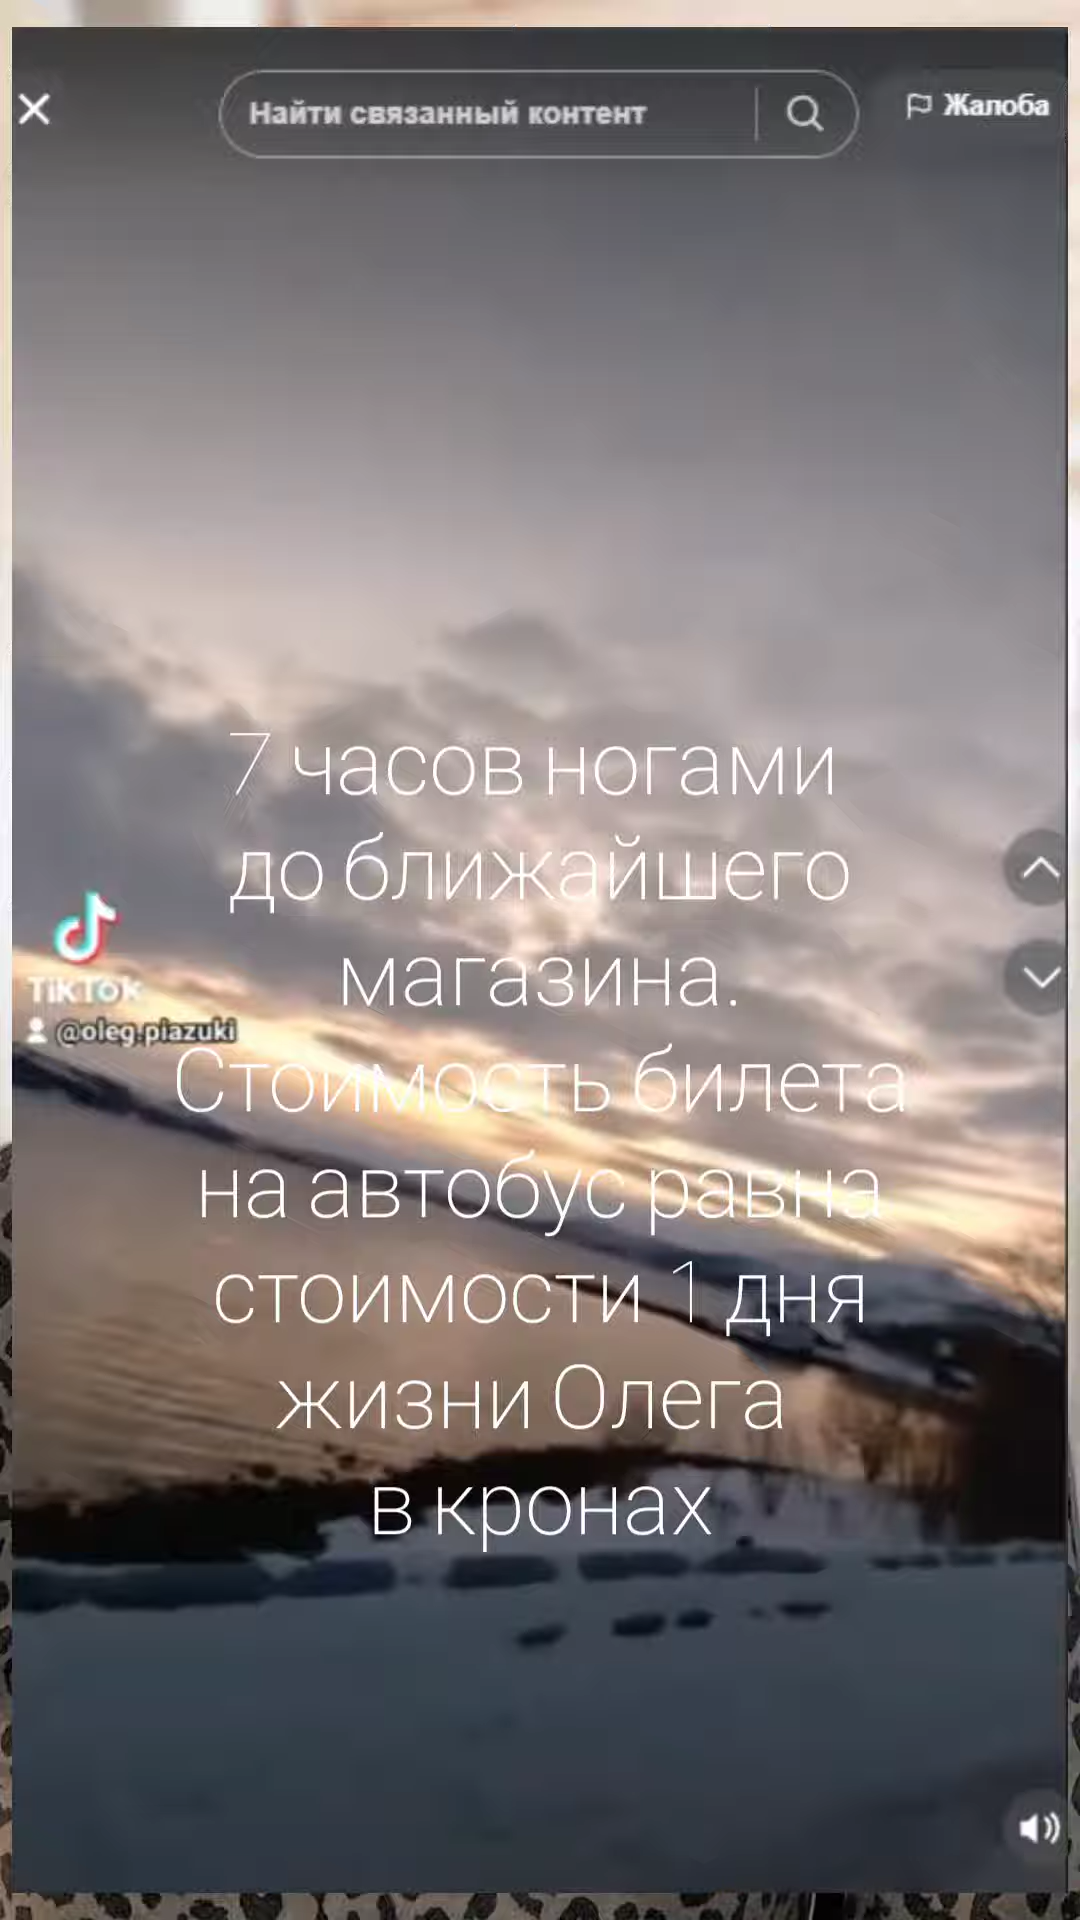 Найти связанный контент
Жалоба
7 часов ногами
до ближайшего
магазина.
Стоимость билета
на автобус равна
стоимости 1 дня
жизни Олега
в кронах
TikTok
@oleg.piazuki